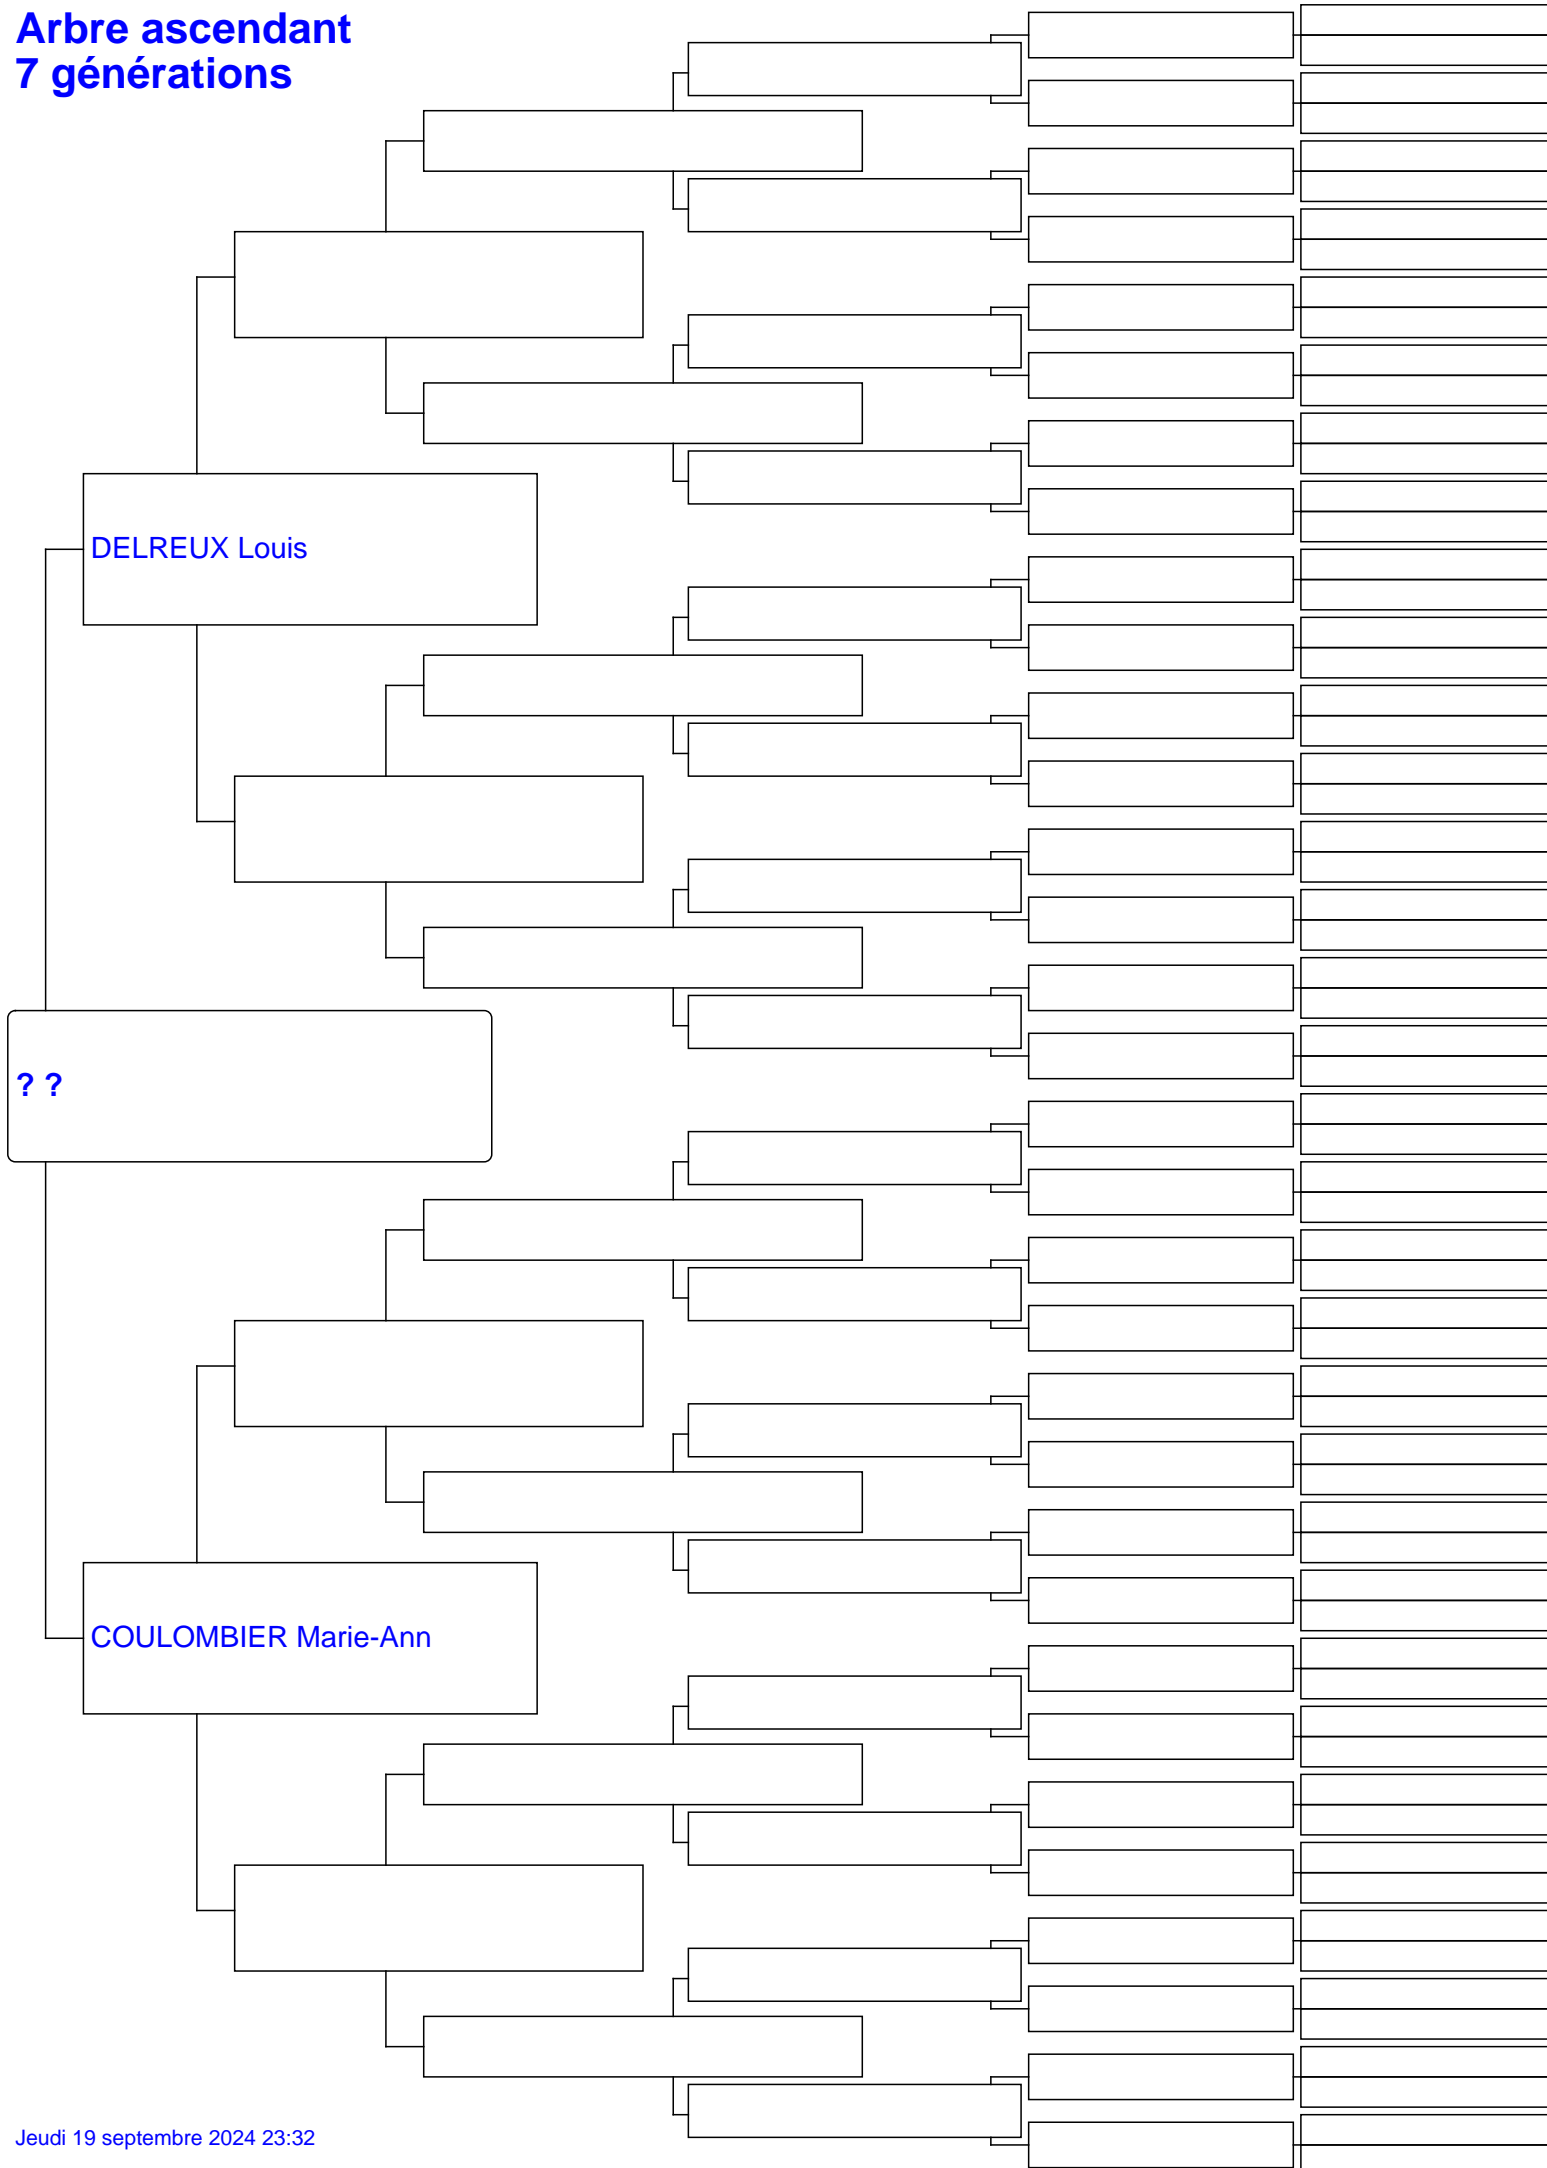 Arbre ascendant
7 générations
DELREUX Louis
? ?
COULOMBIER Marie-Ann
Jeudi 19 septembre 2024 23:32